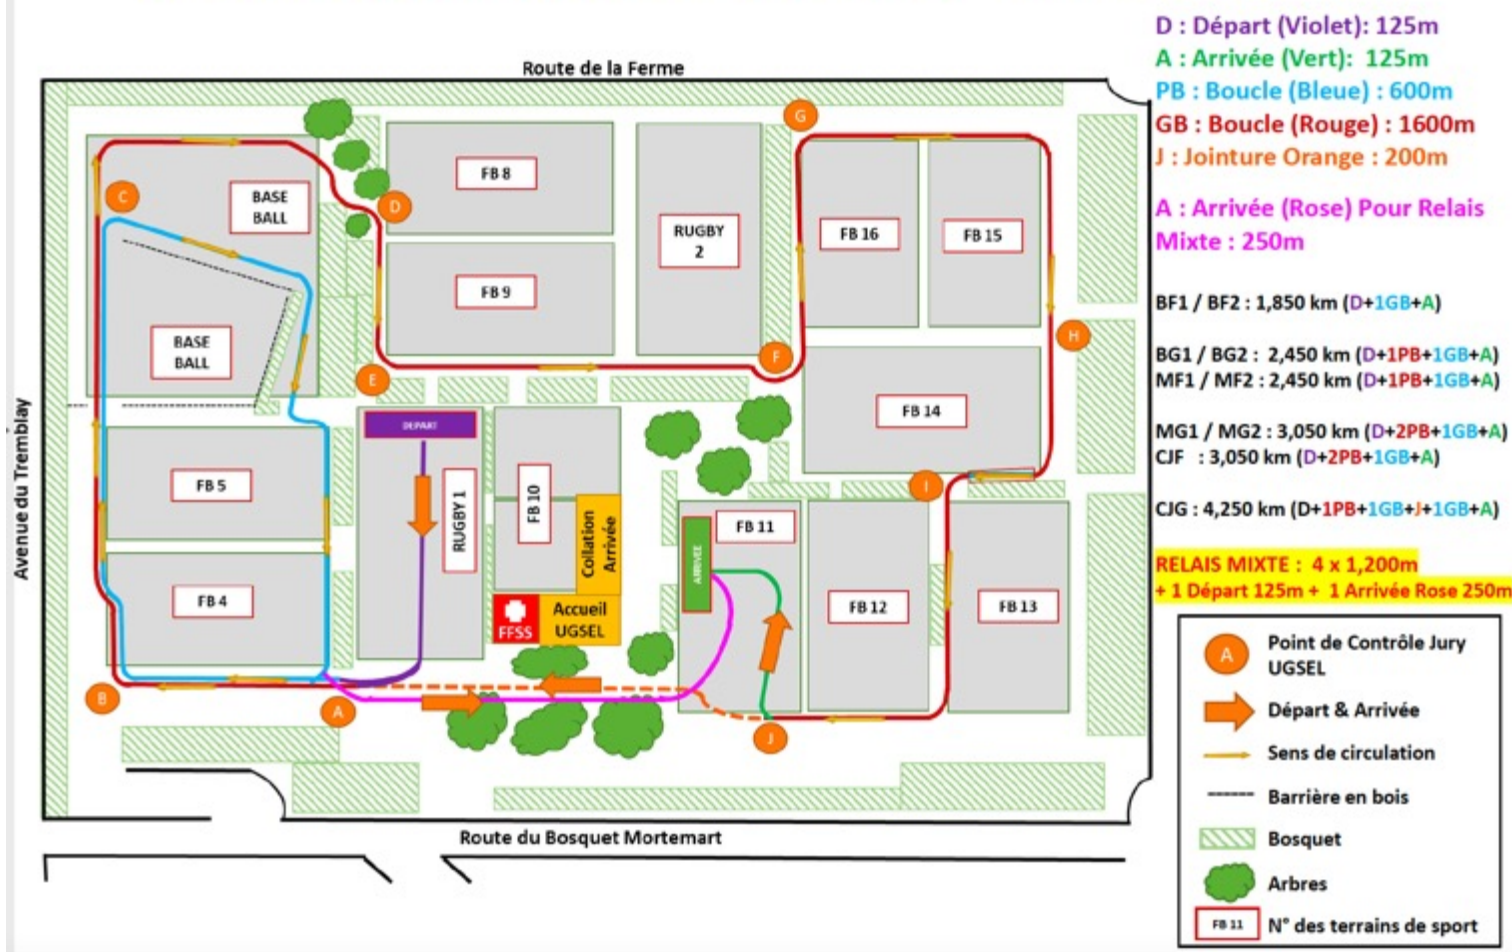 D : Départ (Violet): 125m
A : Arrivée (Vert): 125m
PB : Boucle (Bleue) : 600m
GB : Boucle (Rouge) : 1600m
J : Jointure Orange : 200m
A : Arrivée (Rose) Pour Relais
Mixte : 250m
BF1 / BF2 : 1,850 km (D+1GB+A)
BG1 / BG2 : 2,450 km (D+1PB+1GB+A)
MF1 / MF2 : 2,450 km (D+1PB+1GB+A)
MG1 / MG2 : 3,050 km (D+2PB+1GB+A)
CJF : 3,050 km (D+2PB+1GB+A)
CJG : 4,250 km (D+1PB+1GB+J+1GB+A)
RELAIS MIXTE : 4 x 1,200m
+ 1 Départ 125m + 1 Arrivée Rose 250m
A
Point de Contrôle Jury
UGSEL
Départ & Arrivée
Sens de circulation
Barrière en bois
Bosquet
Arbres
FB 11
N° des terrains de sport
Route de la Ferme
Avenue du Tremblay
Route du Bosquet Mortemart
G
C
BASE
BALL
D
FB 8
RUGBY
2
FB 16
FB 15
FB 9
BASE
BALL
H
F
E
FB 14
DEPART
FB 5
RUGBY 1
FB 10
Collation
Arrivée
I
FB 11
ARRIVEE
FB 4
FFSS
Accueil
UGSEL
FB 12
FB 13
B
A
J